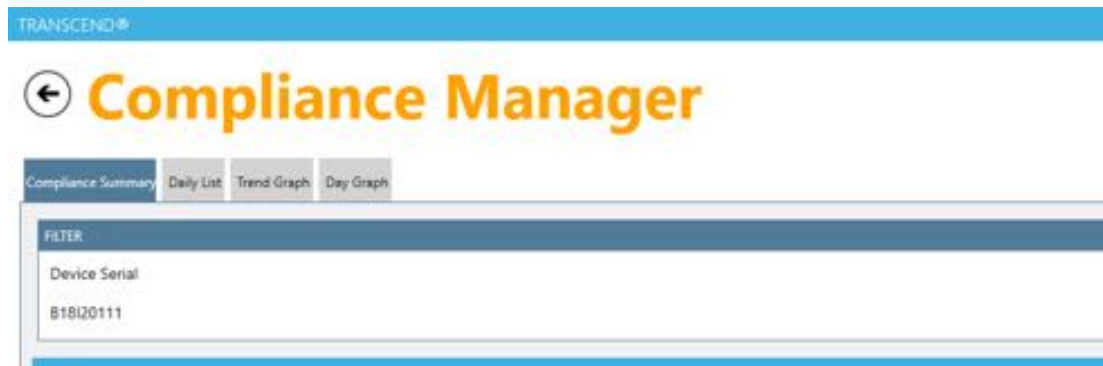 TRANSCEND®
Compliance Manager
Compliance Summary Daily List Trend Graph Day Graph
FILTER
Device Serial
B18I20111